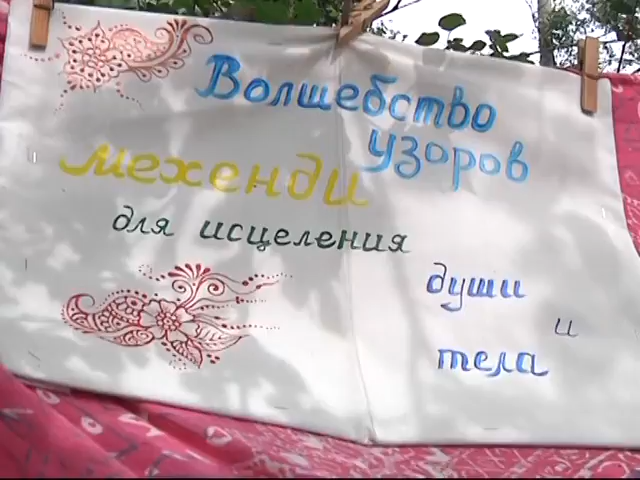 Волшебство
узоров
мехенди
для исцеления
души
и
тела